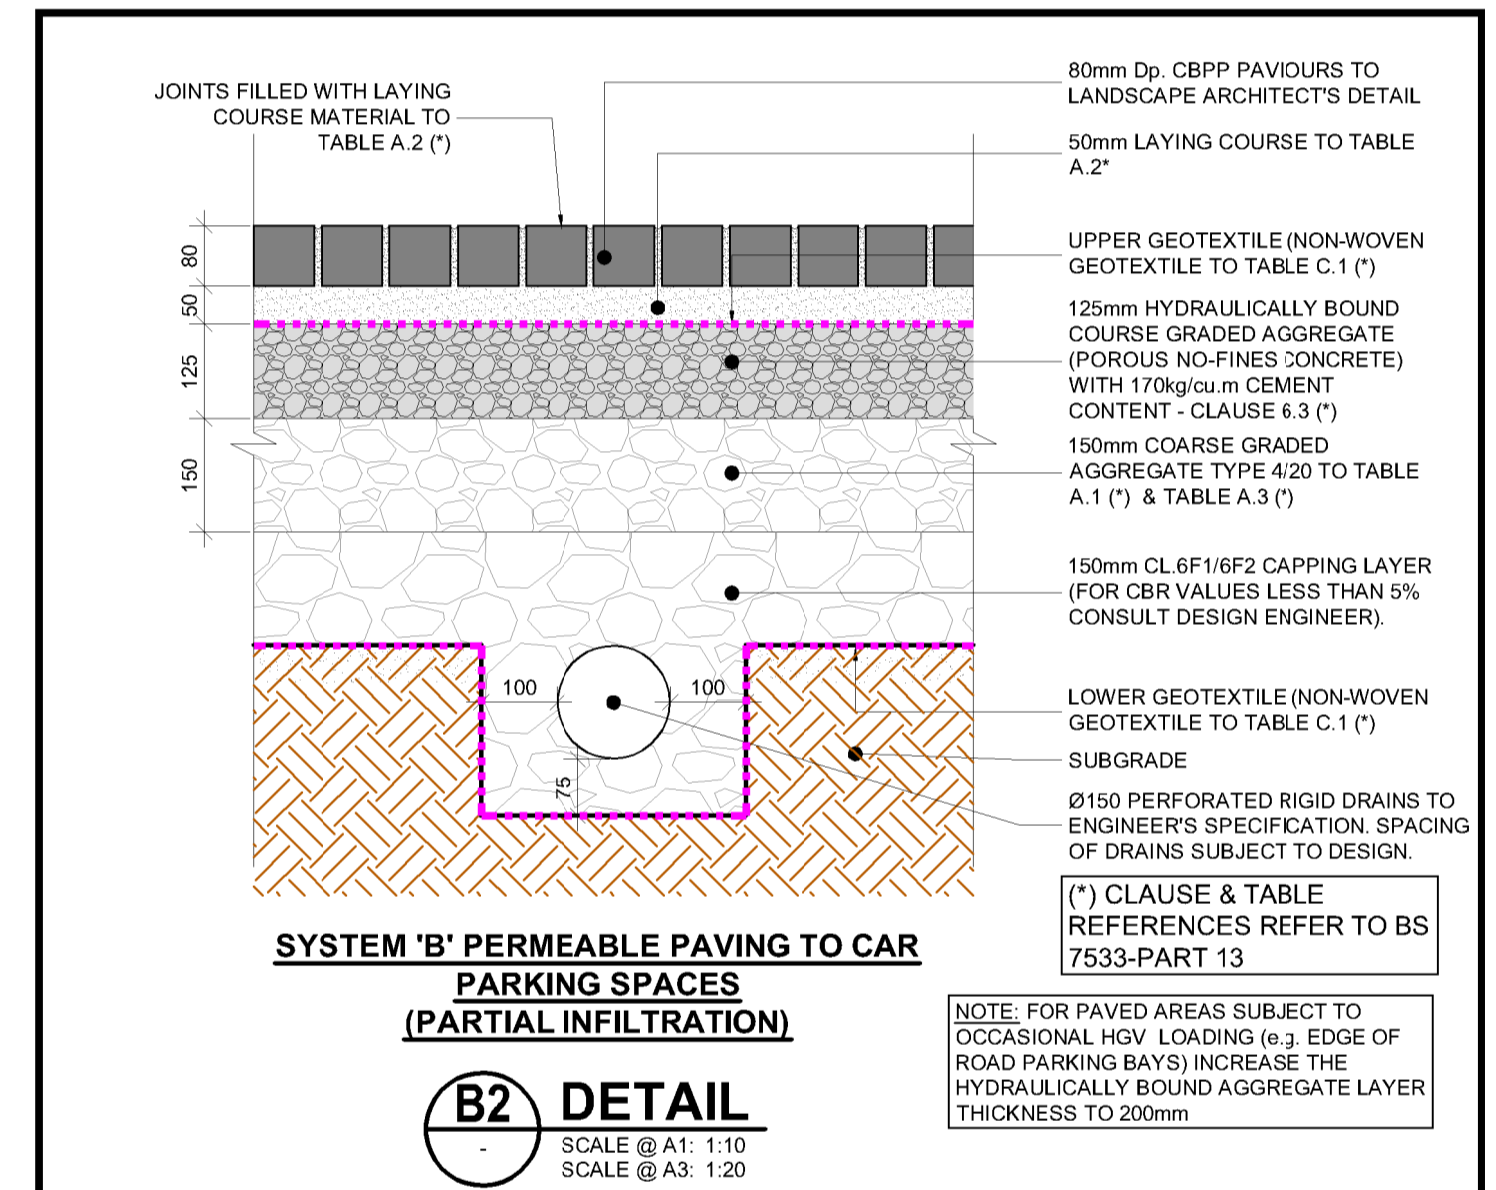 JOINTS FILLED WITH LAYING
COURSE MATERIAL TO
TABLE A.2 (*)
80mm Dp. CBPP PAVIOURS TO
LANDSCAPE ARCHITECT'S DETAIL
50mm LAYING COURSE TO TABLE
A.2*
UPPER GEOTEXTILE (NON-WOVEN
GEOTEXTILE TO TABLE C.1 (*)
125mm HYDRAULICALLY BOUND
COURSE GRADED AGGREGATE
(POROUS NO-FINES CONCRETE)
WITH 170kg/cu.m CEMENT
CONTENT - CLAUSE 6.3 (*)
150mm COARSE GRADED
AGGREGATE TYPE 4/20 TO TABLE
A.1 (*) & TABLE A.3 (*)
150mm CL.6F1/6F2 CAPPING LAYER
(FOR CBR VALUES LESS THAN 5%
CONSULT DESIGN ENGINEER).
LOWER GEOTEXTILE (NON-WOVEN
GEOTEXTILE TO TABLE C.1 (*)
SUBGRADE
Ø150 PERFORATED RIGID DRAINS TO
ENGINEER'S SPECIFICATION. SPACING
OF DRAINS SUBJECT TO DESIGN.
80
50
125
150
100
100
75
(*) CLAUSE & TABLE
REFERENCES REFER TO BS
7533-PART 13
SYSTEM 'B' PERMEABLE PAVING TO CAR
PARKING SPACES
(PARTIAL INFILTRATION)
NOTE: FOR PAVED AREAS SUBJECT TO
OCCASIONAL HGV LOADING (e.g. EDGE OF
ROAD PARKING BAYS) INCREASE THE
HYDRAULICALLY BOUND AGGREGATE LAYER
THICKNESS TO 200mm
B2
-
DETAIL
SCALE @ A1: 1:10
SCALE @ A3: 1:20